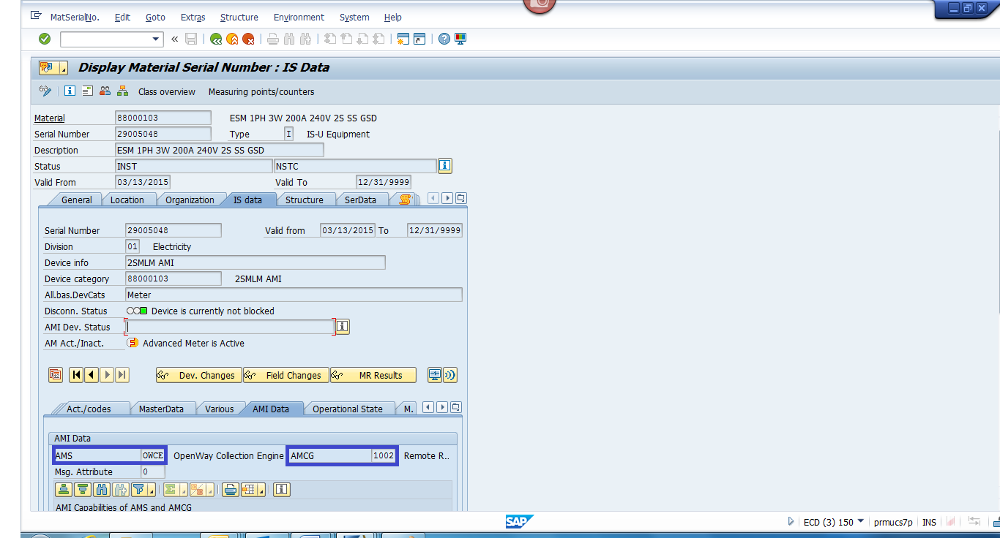 MatSerialNo. Edit Goto Extras Structure Environment System Help
Display Material Serial Number : IS Data
Class overview Measuring points/counters
Material 88000103 ESM 1PH 3W 200A 240V 2S SS GSD
Serial Number 29005048 Type I IS-U Equipment
Description ESM 1PH 3W 200A 240V 2S SS GSD
Status INST NSTC
Valid From 03/13/2015 Valid To 12/31/9999
General Location Organization IS data Structure SerData
Serial Number 29005048 Valid from 03/13/2015 To 12/31/9999
Division 01 Electricity
Device info 2SMLM AMI
Device category 88000103 2SMLM AMI
All.bas.DevCats Meter
Disconn. Status Device is currently not blocked
AMI Dev. Status
AM Act./Inact. Advanced Meter is Active
Dev. Changes Field Changes MR Results
Act./codes MasterData Various AMI Data Operational State M.
AMI Data
AMS OWCE OpenWay Collection Engine AMCG 1002 Remote R...
Msg. Attribute 0
AMI Capabilities of AMS and AMCG
SAP ECD (3) 150 prmucs7p INS